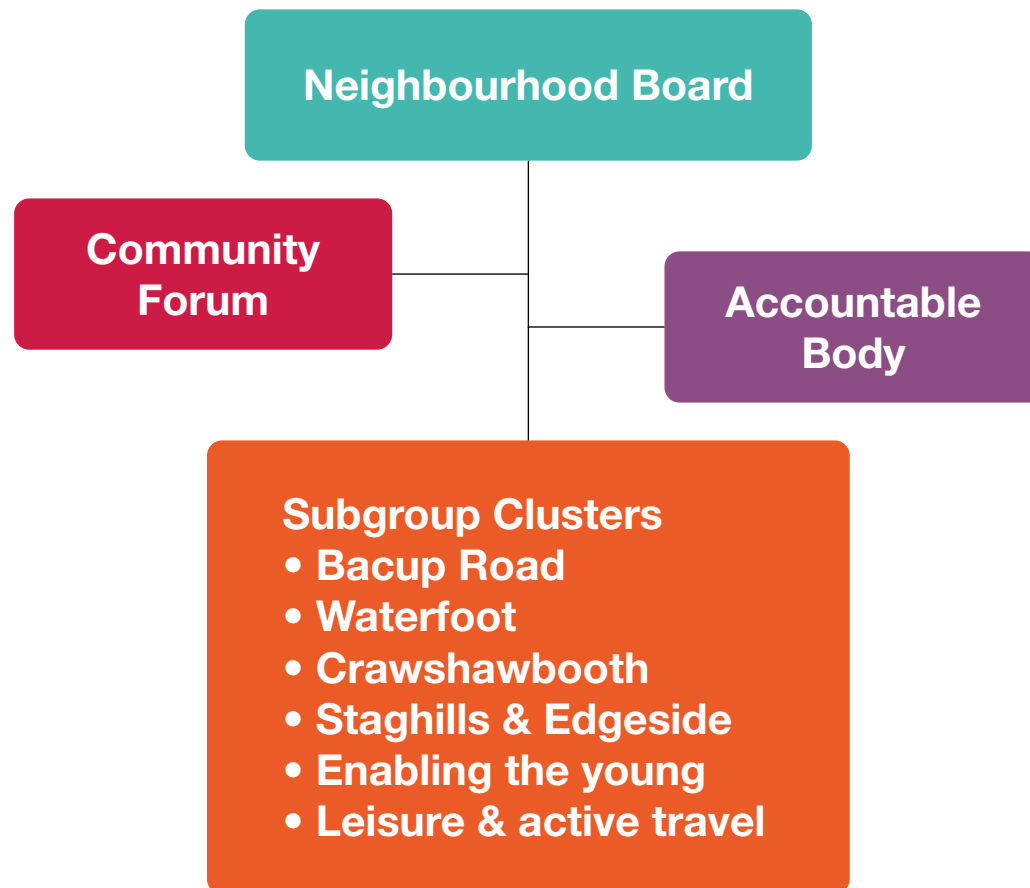 Neighbourhood Board
Community
Forum
Accountable
Body
Subgroup Clusters
• Bacup Road
• Waterfoot
• Crawshawbooth
• Staghills & Edgeside
• Enabling the young
• Leisure & active travel